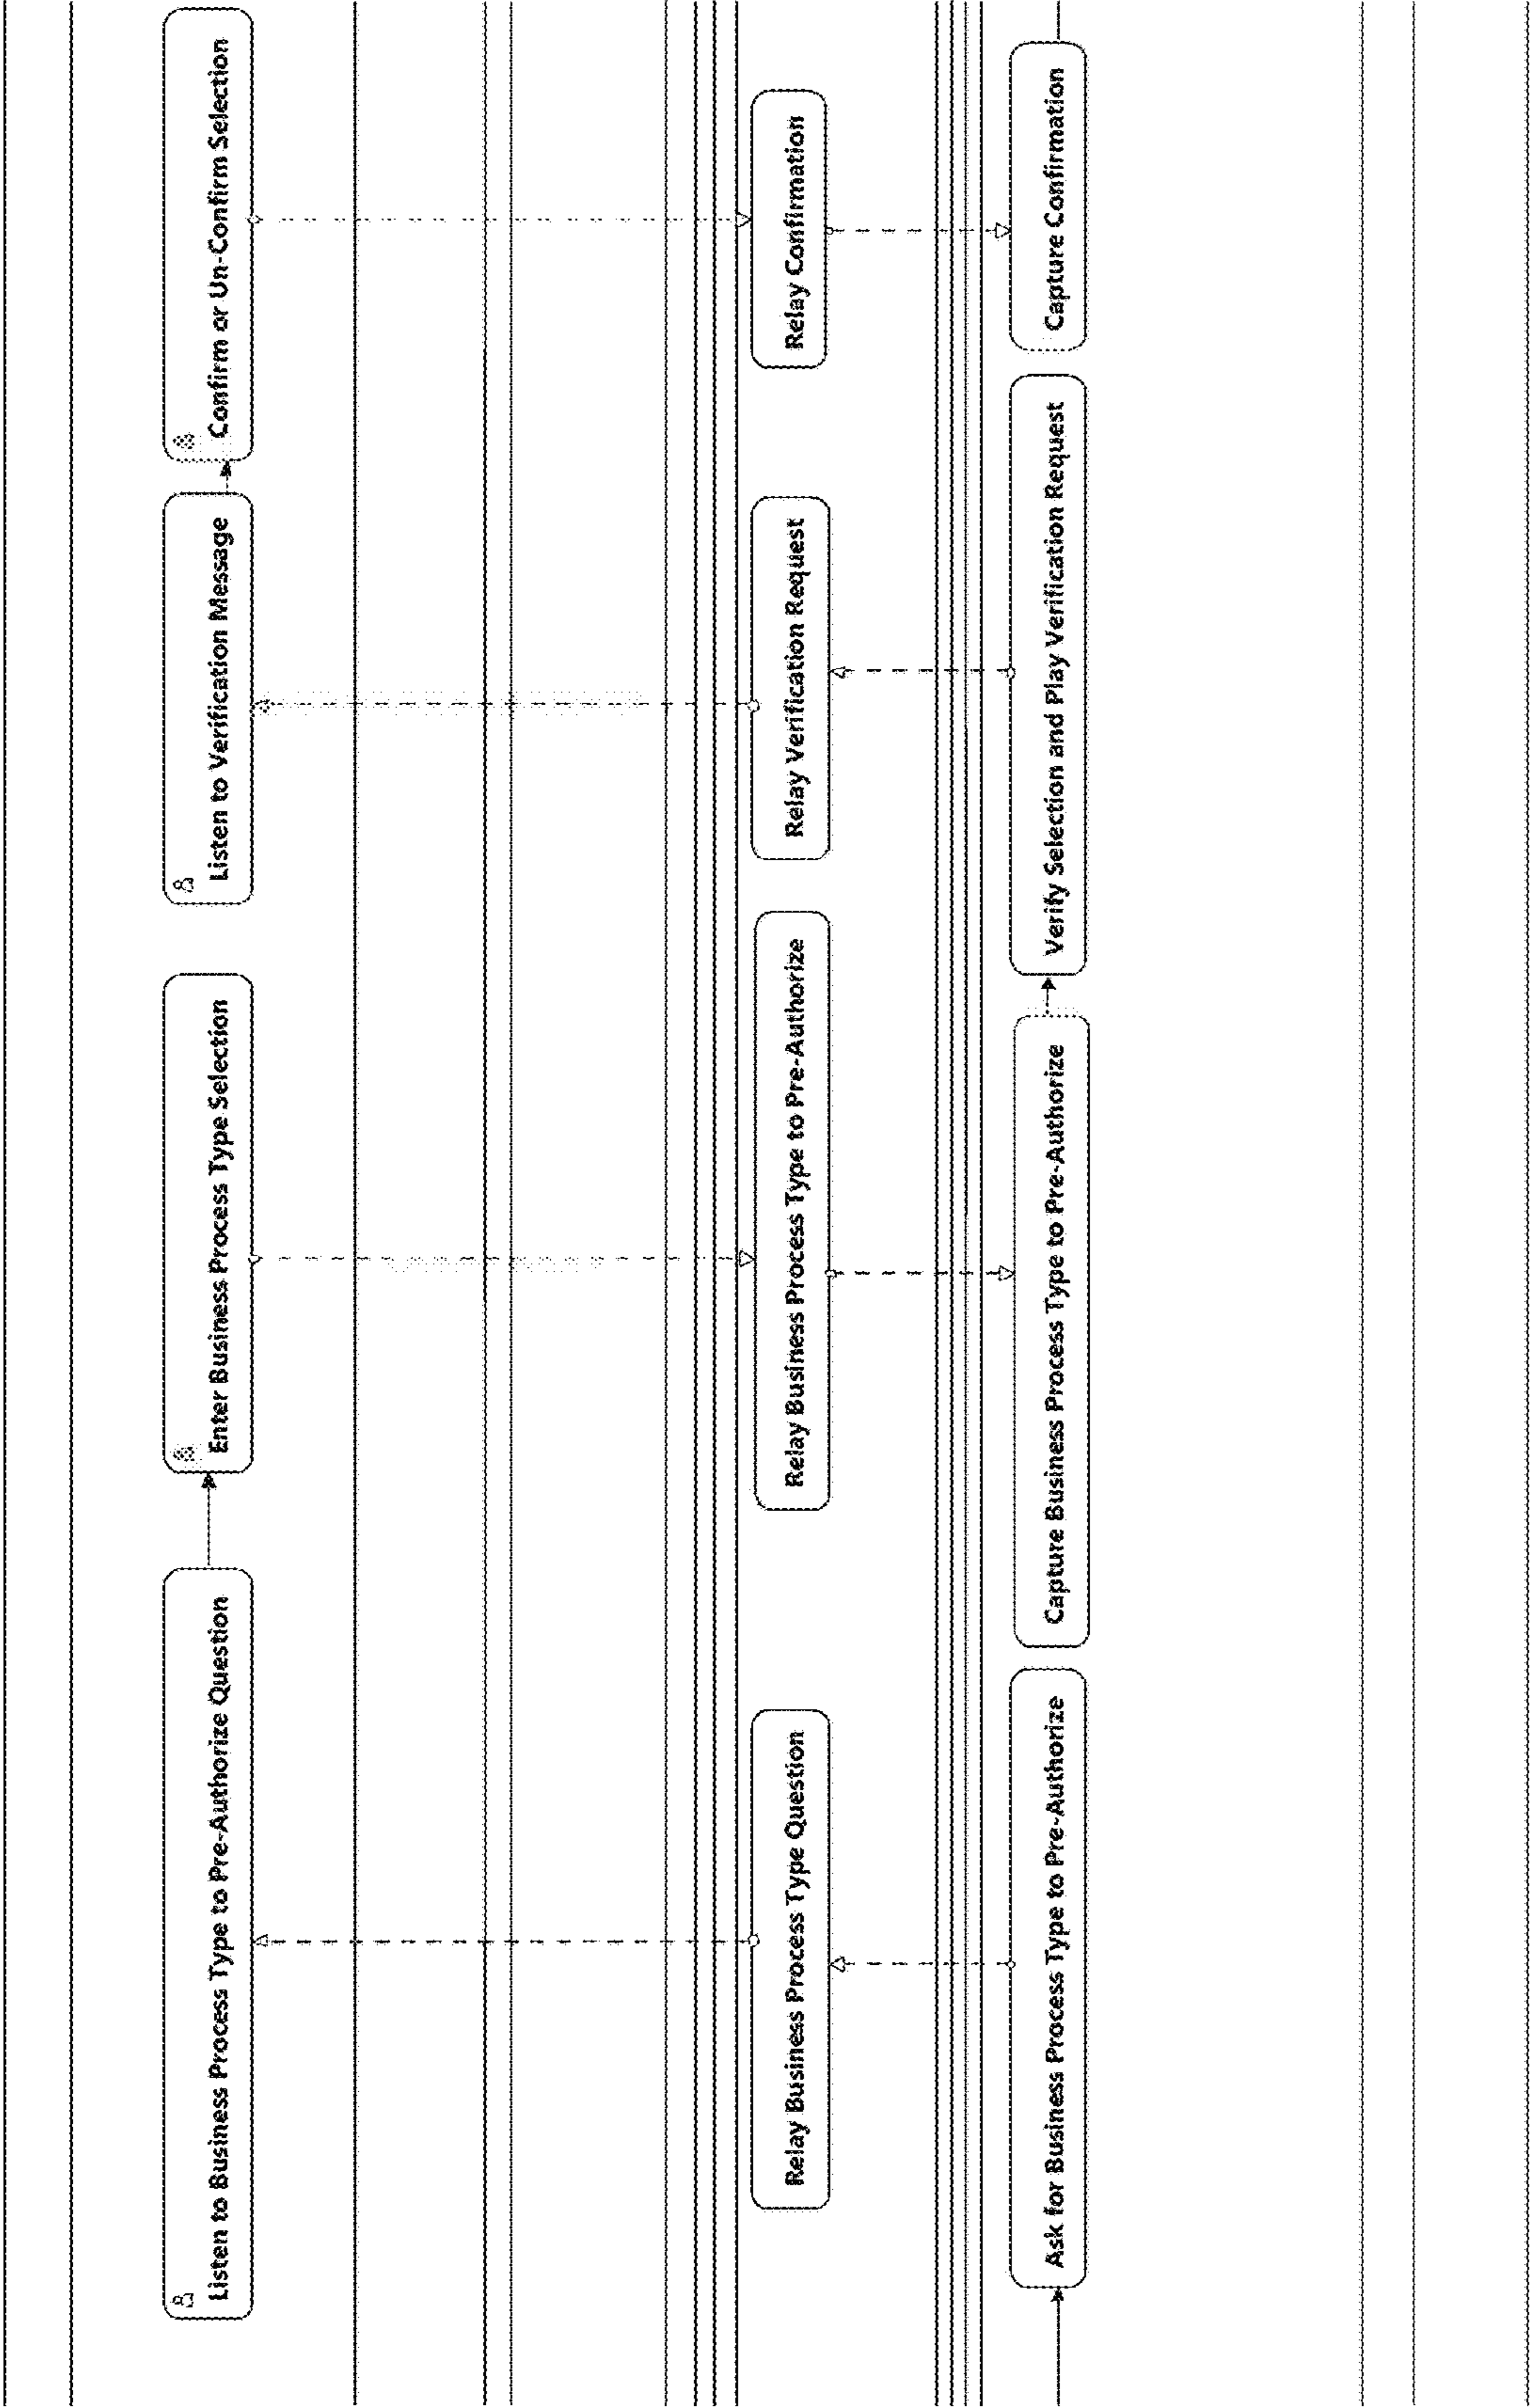 Listen to Business Process Type to Pre-Authorize Question
Enter Business Process Type Selection
Listen to Verification Message
Confirm or Un-Confirm Selection
Relay Business Process Type Question
Relay Business Process Type to Pre-Authorize
Relay Verification Request
Relay Confirmation
Ask for Business Process Type to Pre-Authorize
Capture Business Process Type to Pre-Authorize
Verify Selection and Play Verification Request
Capture Confirmation